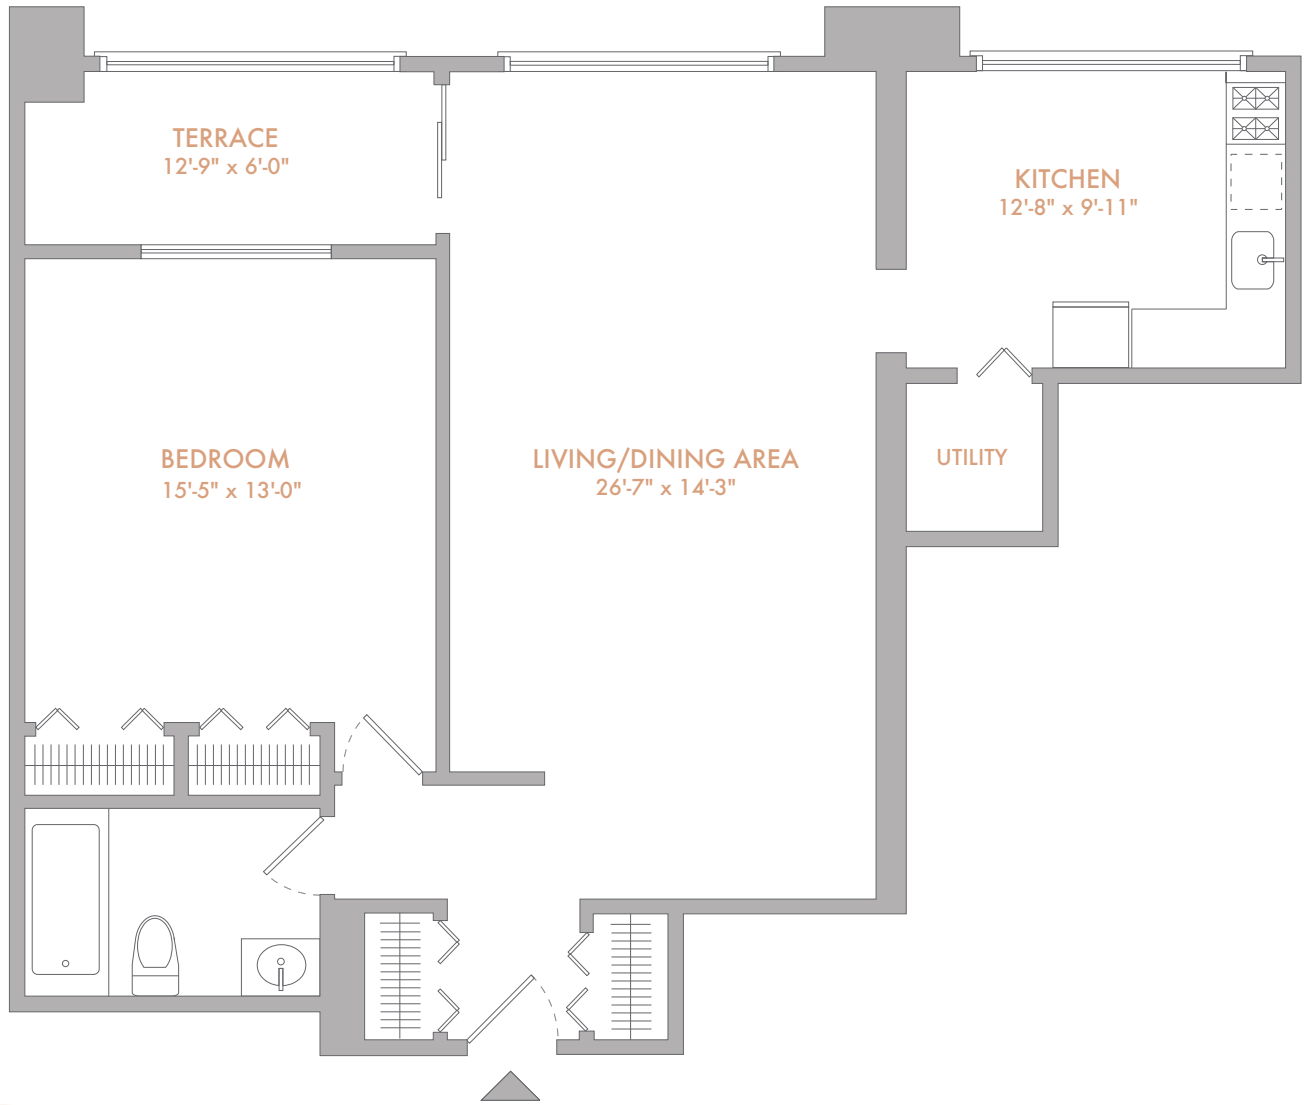 TERRACE
12'-9" x 6'-0"
KITCHEN
12'-8" x 9'-11"
BEDROOM
15'-5" x 13'-0"
LIVING/DINING AREA
26'-7" x 14'-3"
UTILITY